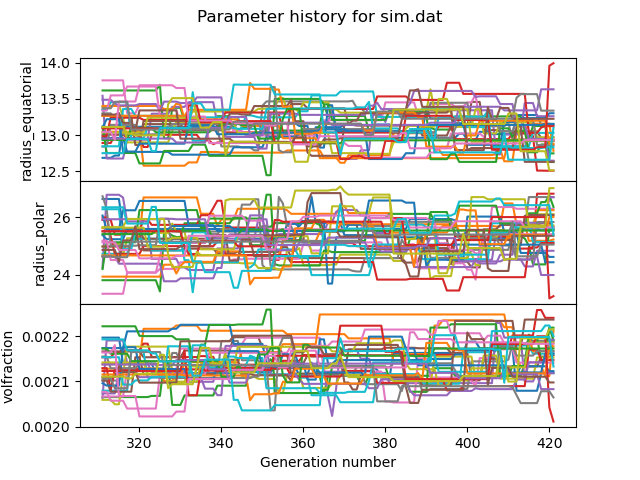 Parameter history for sim.dat
14.0
13.5
13.0
12.5
radius_equatorial
26
24
radius_polar
0.0022
0.0021
0.0020
volfraction
320 340 360 380 400 420
Generation number